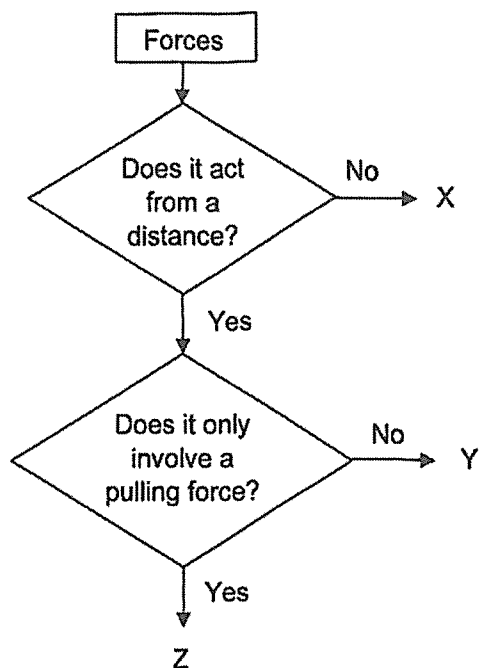 Forces
Does it act
from a
distance?
No
X
Yes
Does it only
involve a
pulling force?
No
Y
Yes
Z